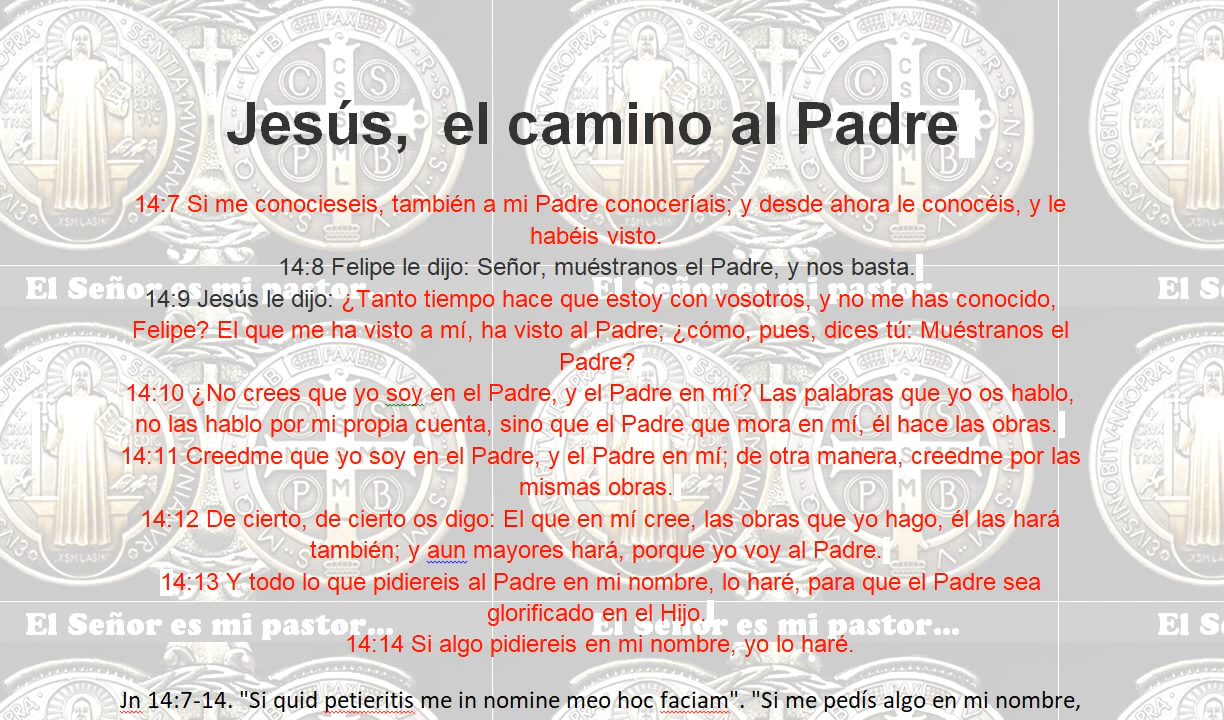 Jesús, el camino al Padre
14:7 Si me conocieseis, también a mi Padre conoceríais; y desde ahora le conocéis, y le
habéis visto.
14:8 Felipe le dijo: Señor, muéstranos el Padre, y nos basta.
El Señor es mi pastor...
14:9 Jesús le dijo: ¿Tanto tiempo hace que estoy con vosotros, y no me has conocido,
Felipe? El que me ha visto a mí, ha visto al Padre; ¿cómo, pues, dices tú: Muéstranos el
Padre?
14:10 ¿No crees que yo soy en el Padre, y el Padre en mí? Las palabras que yo os hablo,
no las hablo por mi propia cuenta, sino que el Padre que mora en mí, él hace las obras.
14:11 Creedme que yo soy en el Padre, y el Padre en mí; de otra manera, creedme por las
mismas obras.
14:12 De cierto, de cierto os digo: El que en mí cree, las obras que yo hago, él las hará
también; y aun mayores hará, porque yo voy al Padre.
14:13 Y todo lo que pidiereis al Padre en mi nombre, lo haré, para que el Padre sea
glorificado en el Hijo.
El Señor es mi pastor... El Señor es mi pastor... El S
14:14 Si algo pidiereis en mi nombre, yo lo haré.
Jn 14:7-14. "Si quid petieritis me in nomine meo hoc faciam". "Si me pedís algo en mi nombre,